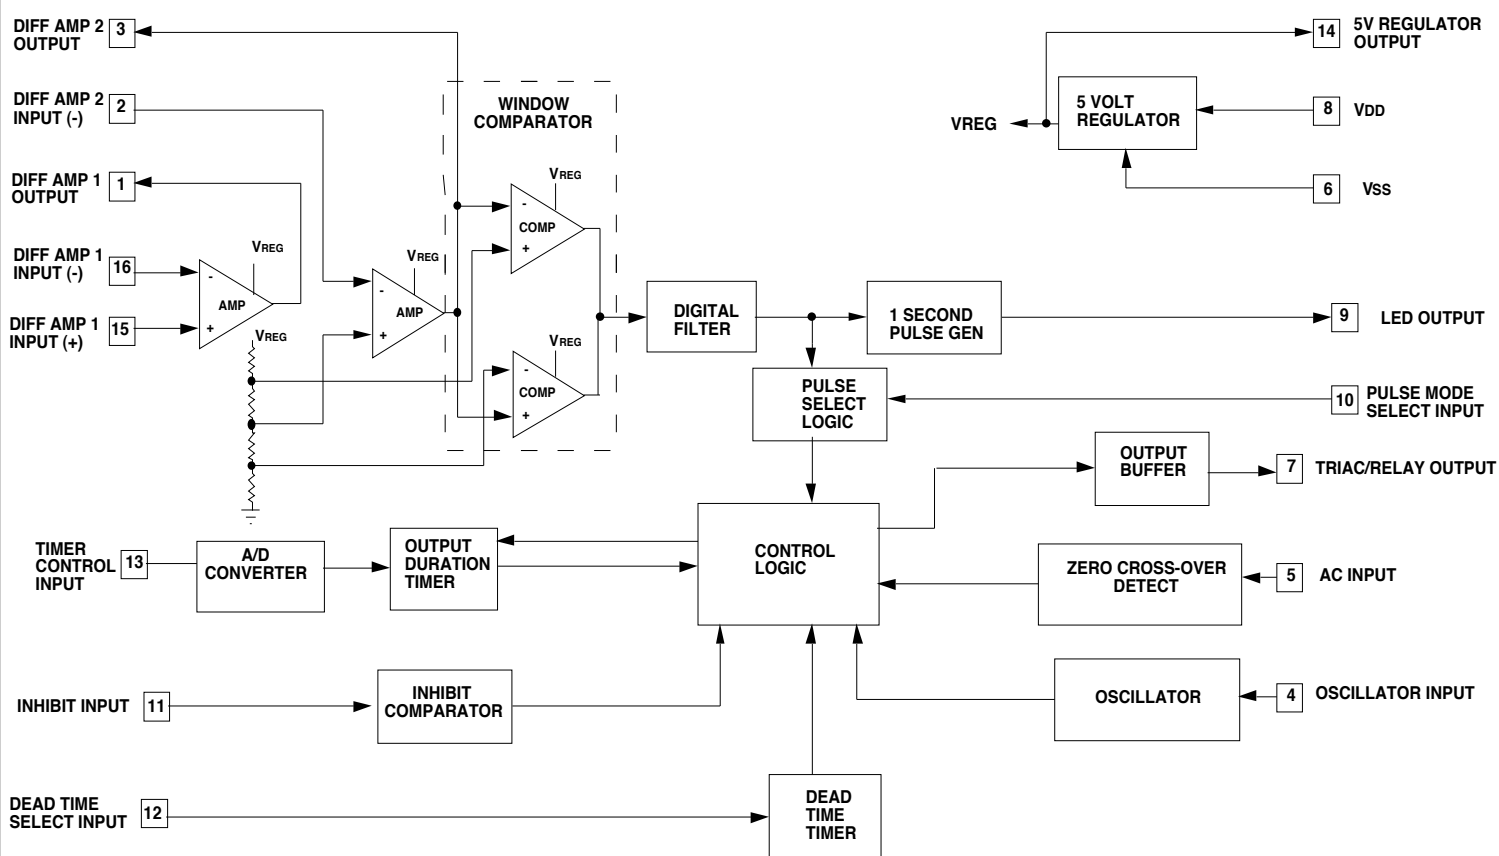 DIFF AMP 2
OUTPUT
3
DIFF AMP 2
INPUT (-)
2
DIFF AMP 1
OUTPUT
1
DIFF AMP 1
INPUT (-)
16
DIFF AMP 1
INPUT (+)
15
-
+
AMP
VREG
VREG
-
+
AMP
VREG
WINDOW
COMPARATOR
VREG
-
COMP
+
VREG
-
COMP
+
14
5V REGULATOR
OUTPUT
VREG
5 VOLT
REGULATOR
8
VDD
6
VSS
DIGITAL
FILTER
1 SECOND
PULSE GEN
9
LED OUTPUT
PULSE
SELECT
LOGIC
10
PULSE MODE
SELECT INPUT
OUTPUT
BUFFER
7
TRIAC/RELAY OUTPUT
TIMER
CONTROL
INPUT
13
A/D
CONVERTER
OUTPUT
DURATION
TIMER
CONTROL
LOGIC
ZERO CROSS-OVER
DETECT
5
AC INPUT
INHIBIT INPUT
11
INHIBIT
COMPARATOR
OSCILLATOR
4
OSCILLATOR INPUT
DEAD TIME
SELECT INPUT
12
DEAD
TIME
TIMER